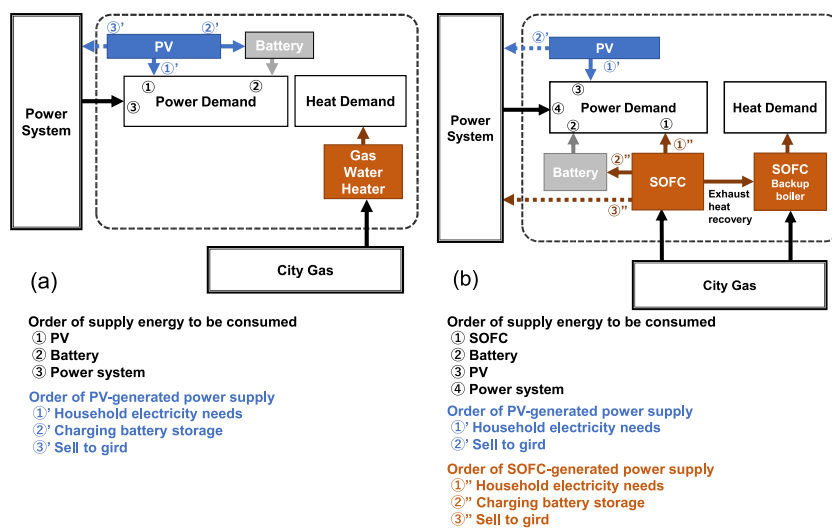 ③’
②’
PV
Battery
①’
①
②
③
Power Demand
Heat Demand
Power
System
Gas
Water
Heater
City Gas
(a)
Order of supply energy to be consumed
① PV
② Battery
③ Power system
Order of PV-generated power supply
①’ Household electricity needs
②’ Charging battery storage
③’ Sell to gird
②’
PV
①’
③
④
Power Demand
②
①
Heat Demand
Power
System
①”
②”
Battery
SOFC
③”
Exhaust
heat
recovery
SOFC
Backup
boiler
City Gas
(b)
Order of supply energy to be consumed
① SOFC
② Battery
③ PV
④ Power system
Order of PV-generated power supply
①’ Household electricity needs
②’ Sell to gird
Order of SOFC-generated power supply
①” Household electricity needs
②” Charging battery storage
③” Sell to gird